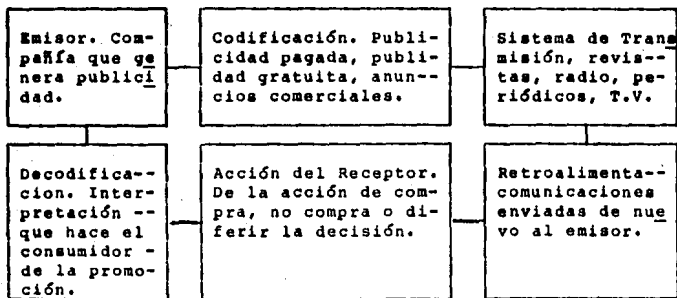 Emisor. Com-
pañía que ge
nera publici
dad.
Codificación. Publi-
cidad pagada, publi-
dad gratuita, anun--
cios comerciales.
Sistema de Trans
misión, revis--
tas, radio, pe-
riódicos, T.V.
Decodifica--
cion. Inter-
pretación --
que hace el
consumidor -
de la promo-
ción.
Acción del Receptor.
De la acción de com-
pra, no compra o di-
ferir la decisión.
Retroalimenta--
comunicaciones
enviadas de nue
vo al emisor.